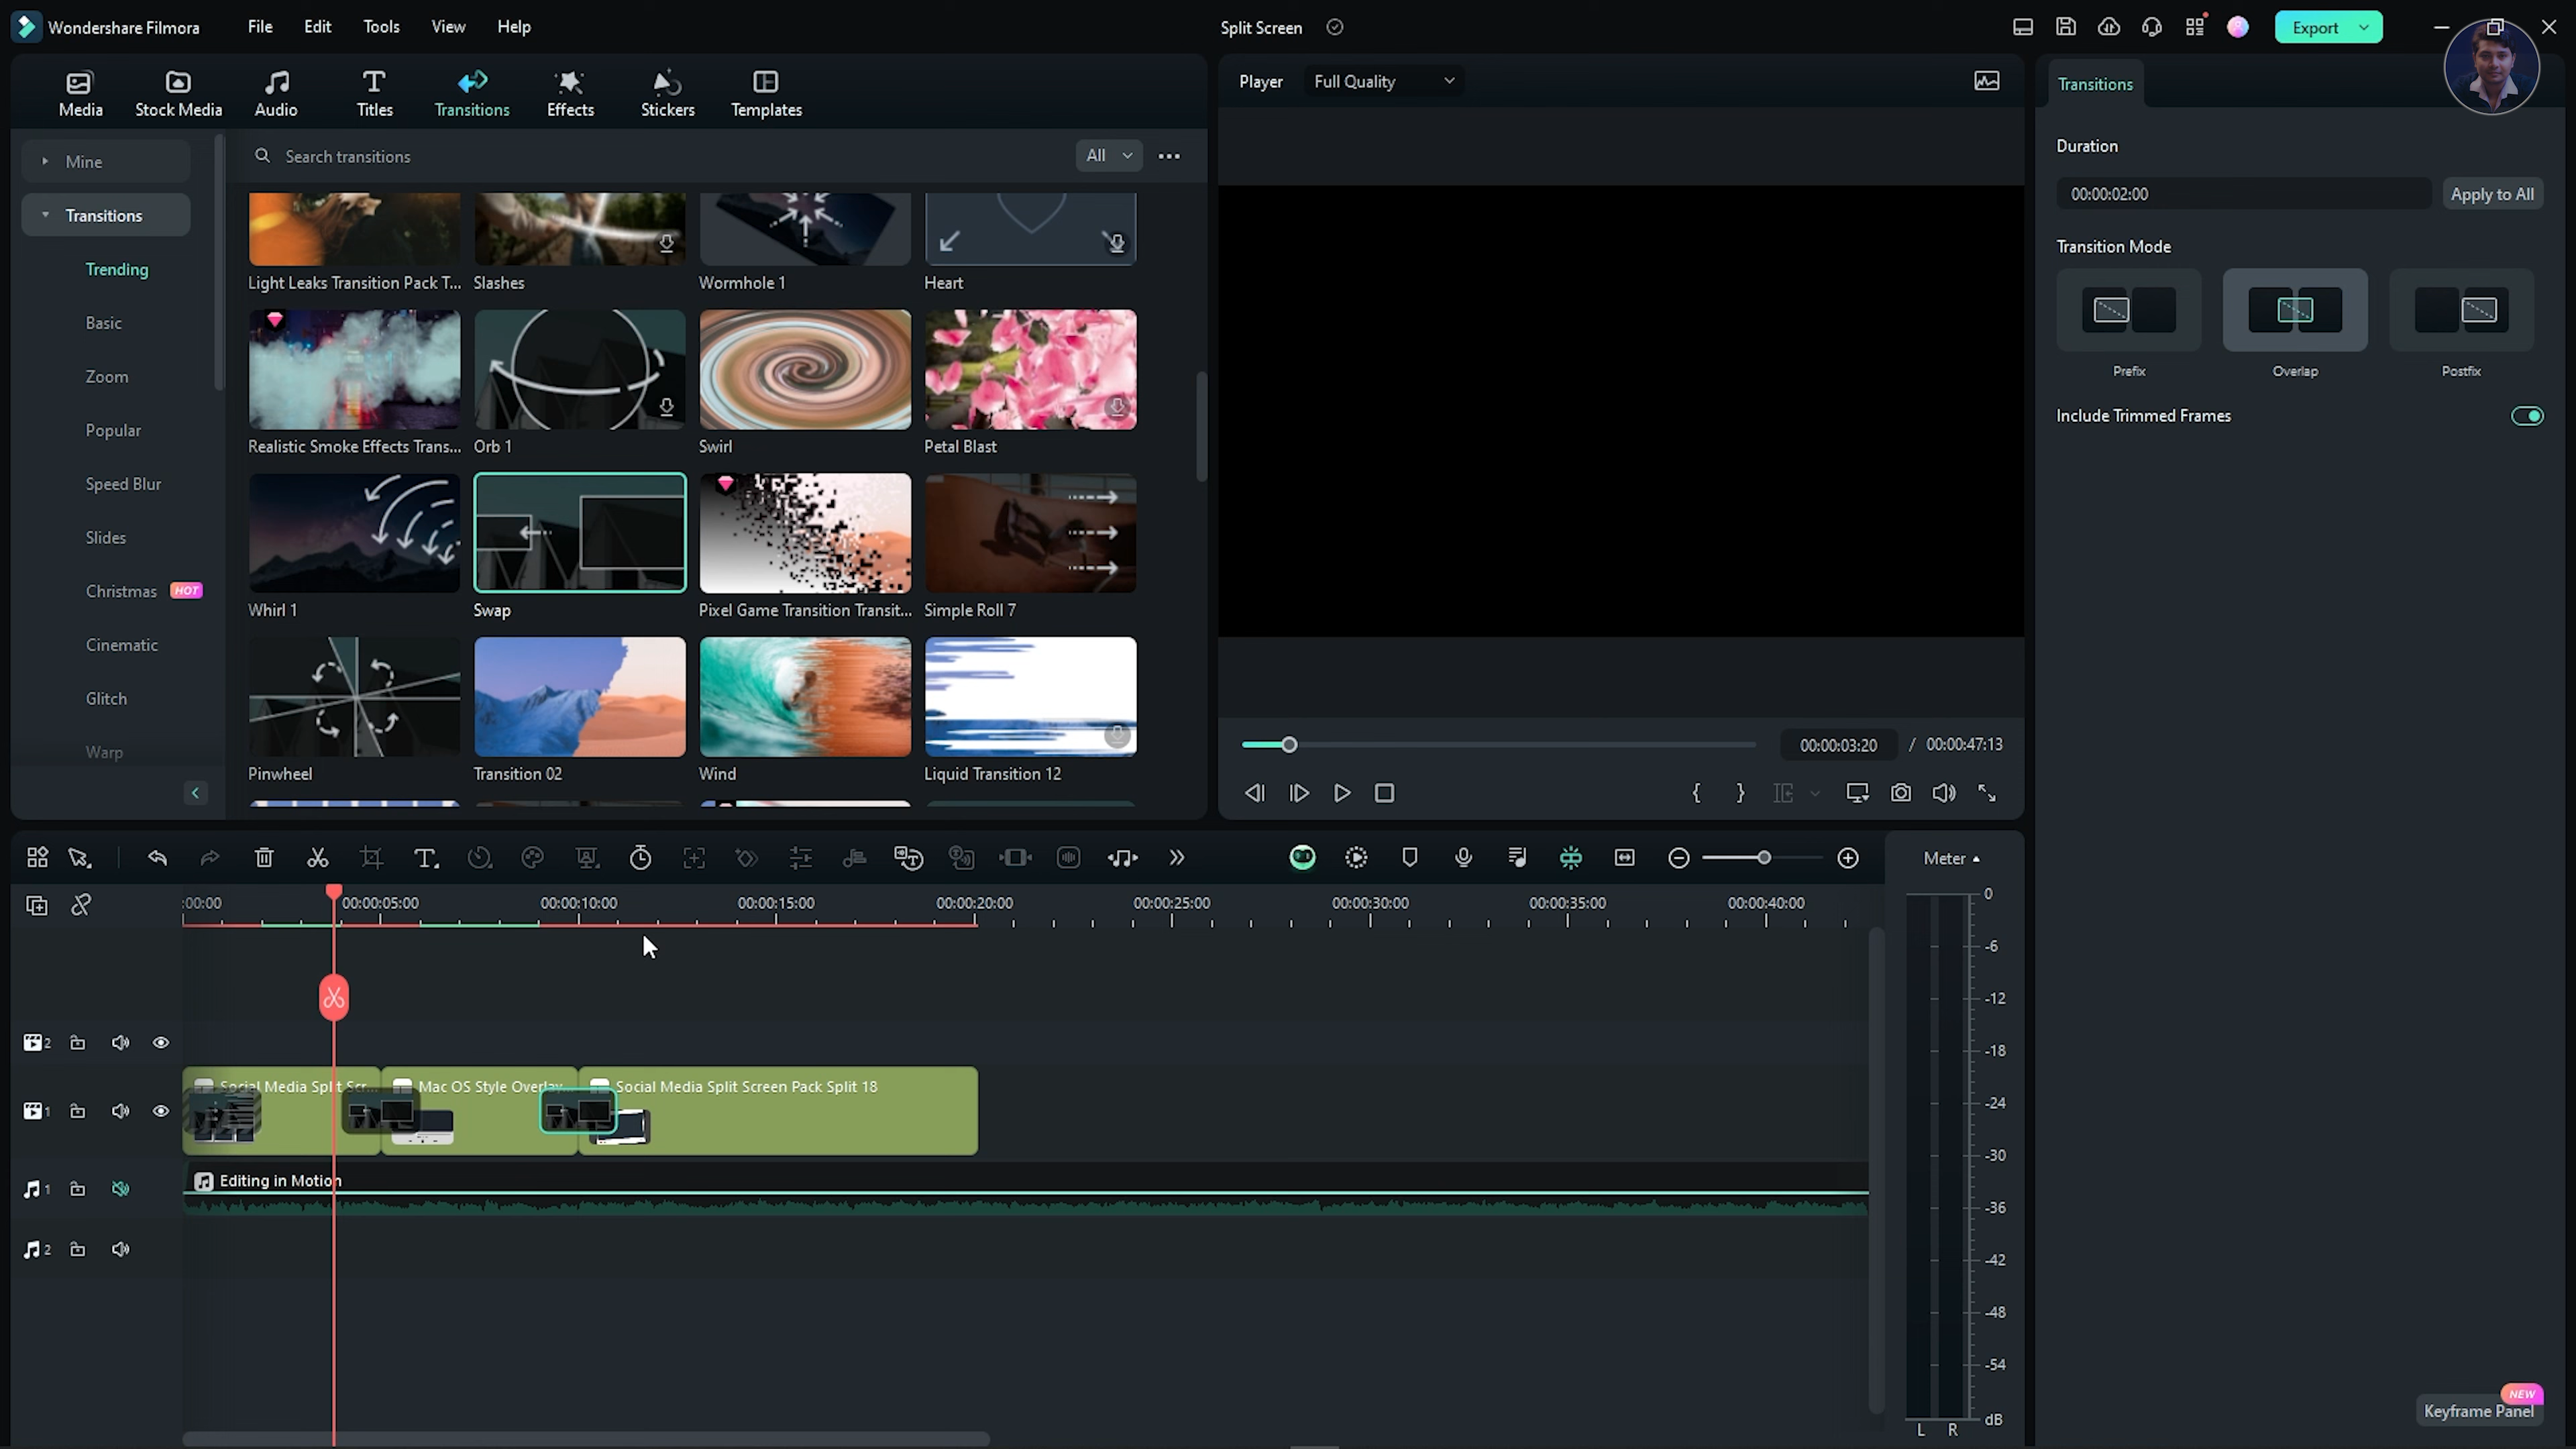 Wondershare Filmora
File
Edit
Tools
View
Help
Split Screen
Export
Media
Stock Media
Audio
Titles
Transitions
Effects
Stickers
Templates
Player
Full Quality
Transitions
Mine
Transitions
Trending
Basic
Zoom
Popular
Speed Blur
Slides
Christmas
HOT
Cinematic
Glitch
Warp
Search transitions
All
Light Leaks Transition Pack T...
Slashes
Wormhole 1
Heart
Realistic Smoke Effects Trans...
Orb 1
Swirl
Petal Blast
Whirl 1
Swap
Pixel Game Transition Transit...
Simple Roll 7
Pinwheel
Transition 02
Wind
Liquid Transition 12
00:00:03:20 / 00:00:47:13
Duration
00:00:02:00
Apply to All
Transition Mode
Prefix
Overlap
Postfix
Include Trimmed Frames
Meter
:00:00
00:00:05:00
00:00:10:00
00:00:15:00
00:00:20:00
00:00:25:00
00:00:30:00
00:00:35:00
00:00:40:00
2
1
Social Media Split Scr...
Mac OS Style Overlay...
Social Media Split Screen Pack Split 18
1
Editing in Motion
2
0
-6
-12
-18
-24
-30
-36
-42
-48
-54
dB
L R
NEW
Keyframe Panel